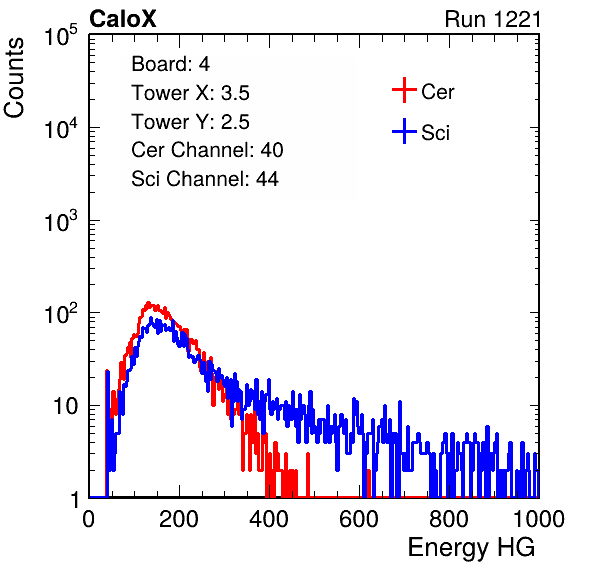 CaloX Run 1221
Counts
10^5
10^4
10^3
10^2
10
1
Board: 4
Tower X: 3.5
Tower Y: 2.5
Cer Channel: 40
Sci Channel: 44
Cer
Sci
0 200 400 600 800 1000
Energy HG